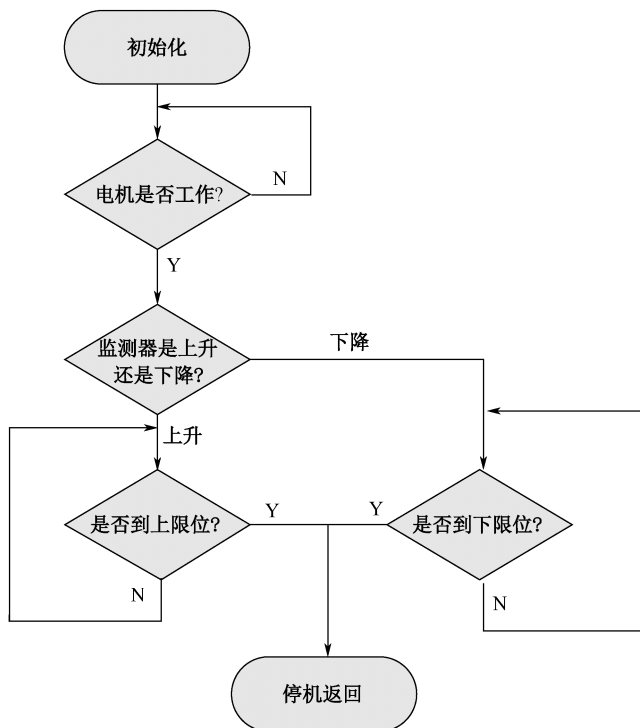 初始化
电机是否工作?
N
Y
监测器是上升
还是下降?
下降
上升
是否到上限位?
Y
Y
是否到下限位?
N
N
停机返回